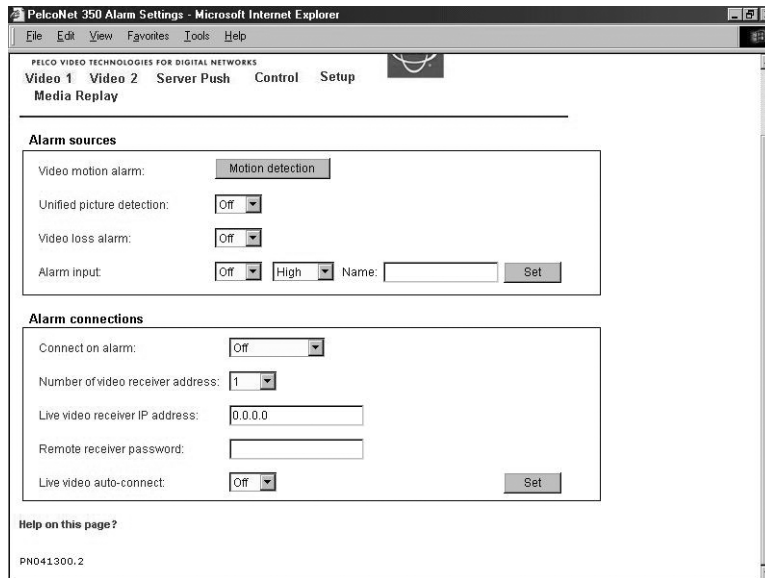 PelcoNet 350 Alarm Settings - Microsoft Internet Explorer
File Edit View Favorites Tools Help
PELCO VIDEO TECHNOLOGIES FOR DIGITAL NETWORKS
Video 1 Video 2 Server Push Control Setup
Media Replay
Alarm sources
Video motion alarm: Motion detection
Unified picture detection: Off
Video loss alarm: Off
Alarm input: Off High Name: Set
Alarm connections
Connect on alarm: Off
Number of video receiver address: 1
Live video receiver IP address: 0.0.0.0
Remote receiver password:
Live video auto-connect: Off Set
Help on this page?
PN041300.2